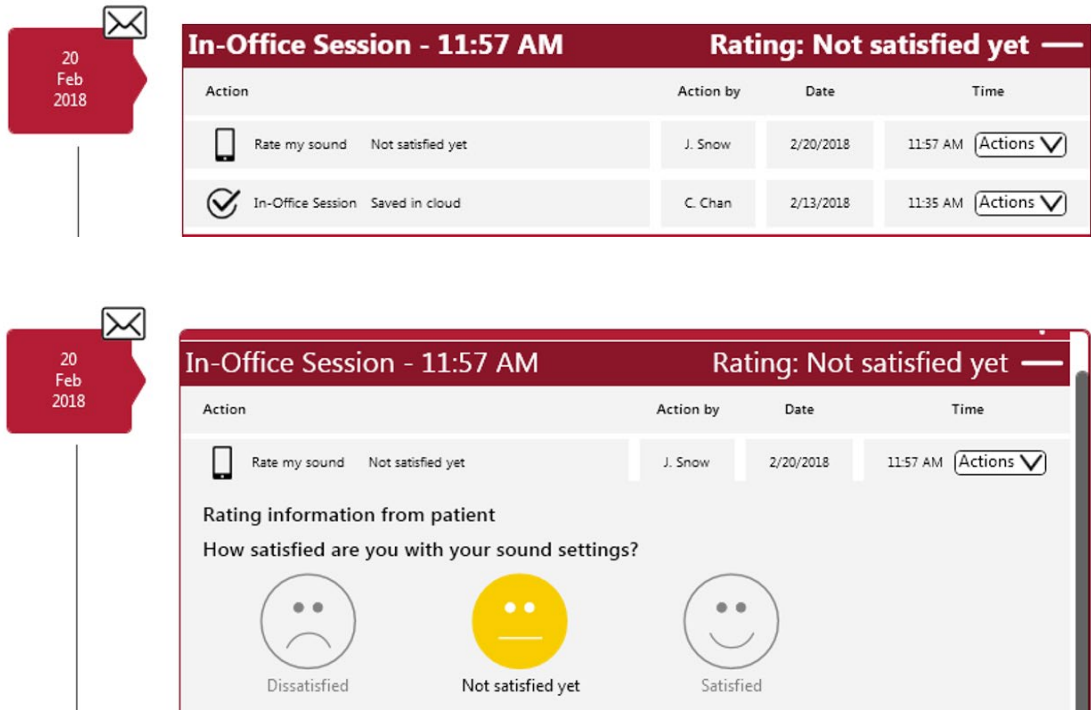 20
Feb
2018
In-Office Session - 11:57 AM Rating: Not satisfied yet
Action Action by Date Time
Rate my sound Not satisfied yet J. Snow 2/20/2018 11:57 AM Actions
In-Office Session Saved in cloud C. Chan 2/13/2018 11:35 AM Actions
20
Feb
2018
In-Office Session - 11:57 AM Rating: Not satisfied yet
Action Action by Date Time
Rate my sound Not satisfied yet J. Snow 2/20/2018 11:57 AM Actions
Rating information from patient
How satisfied are you with your sound settings?
Dissatisfied Not satisfied yet Satisfied